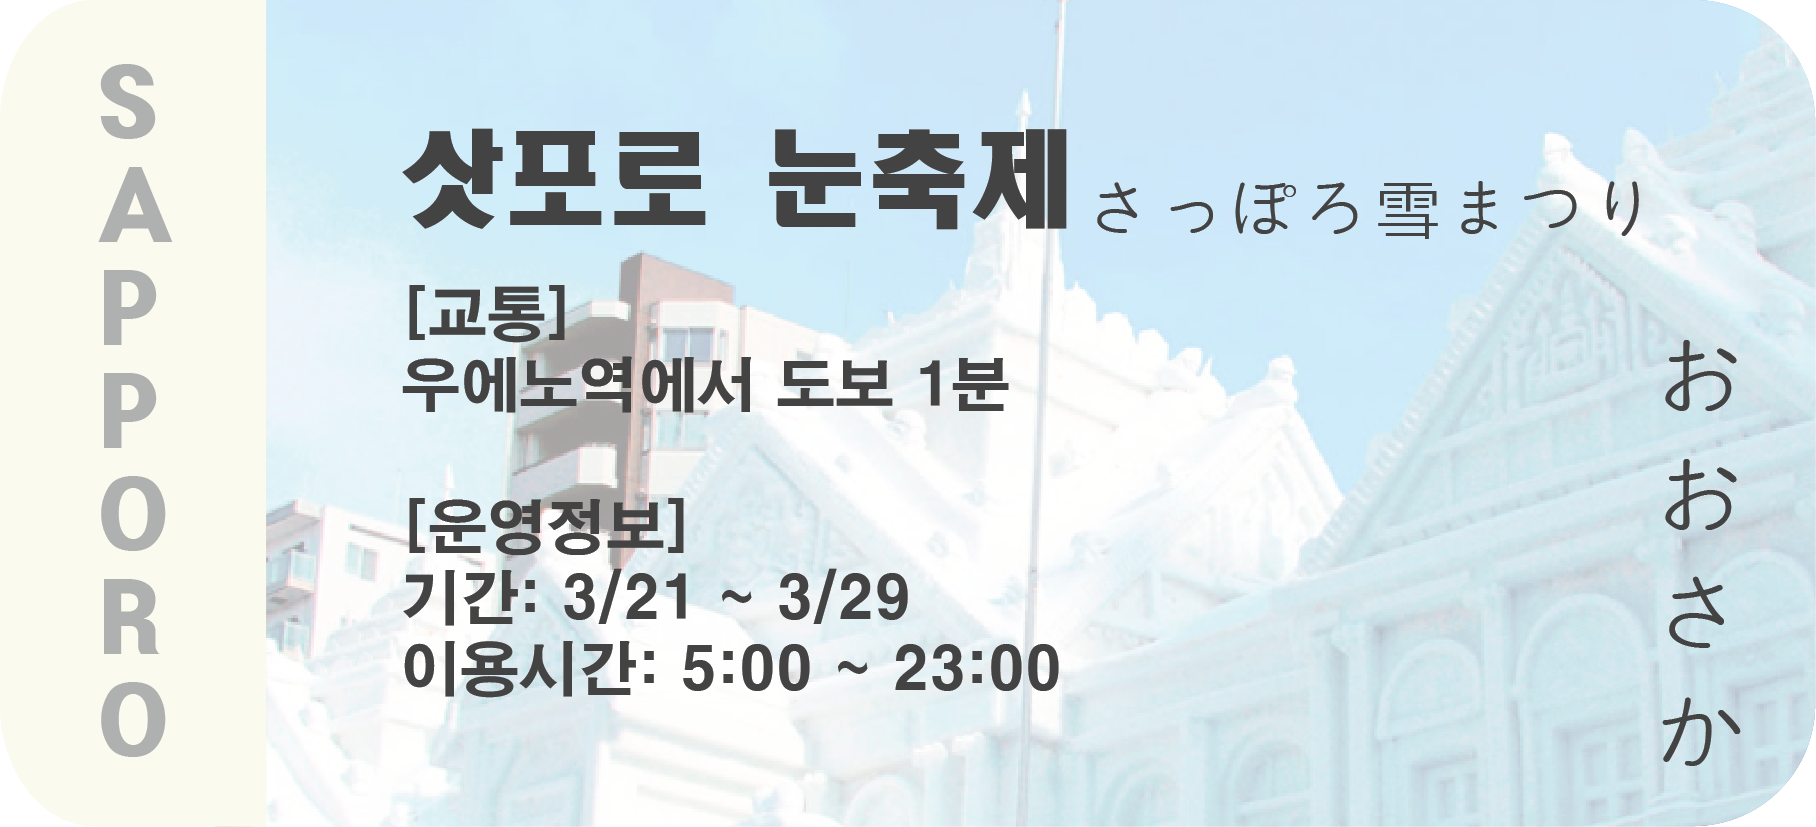 SAPPORO
삿포로 눈축제 さっぽろ雪まつり
[교통]
우에노역에서 도보 1분
[운영정보]
기간: 3/21 ~ 3/29
이용시간: 5:00 ~ 23:00
おおさか